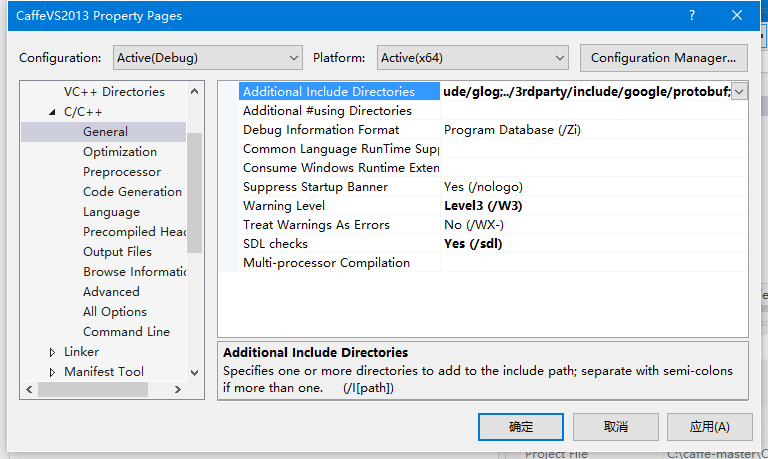 CaffeVS2013 Property Pages
Configuration: Active(Debug) Platform: Active(x64) Configuration Manager...
VC++ Directories
C/C++
General
Optimization
Preprocessor
Code Generation
Language
Precompiled Head
Output Files
Browse Informatic
Advanced
All Options
Command Line
Linker
Manifest Tool
Additional Include Directories ude/glog;../3rdparty/include/google/protobuf;
Additional #using Directories
Debug Information Format Program Database (/Zi)
Common Language RunTime Supp
Consume Windows Runtime Exten
Suppress Startup Banner Yes (/nologo)
Warning Level Level3 (/W3)
Treat Warnings As Errors No (/WX-)
SDL checks Yes (/sdl)
Multi-processor Compilation
Additional Include Directories
Specifies one or more directories to add to the include path; separate with semi-colons
if more than one. (/I[path])
确定 取消 应用(A)
Project File C:\caffe-master\C